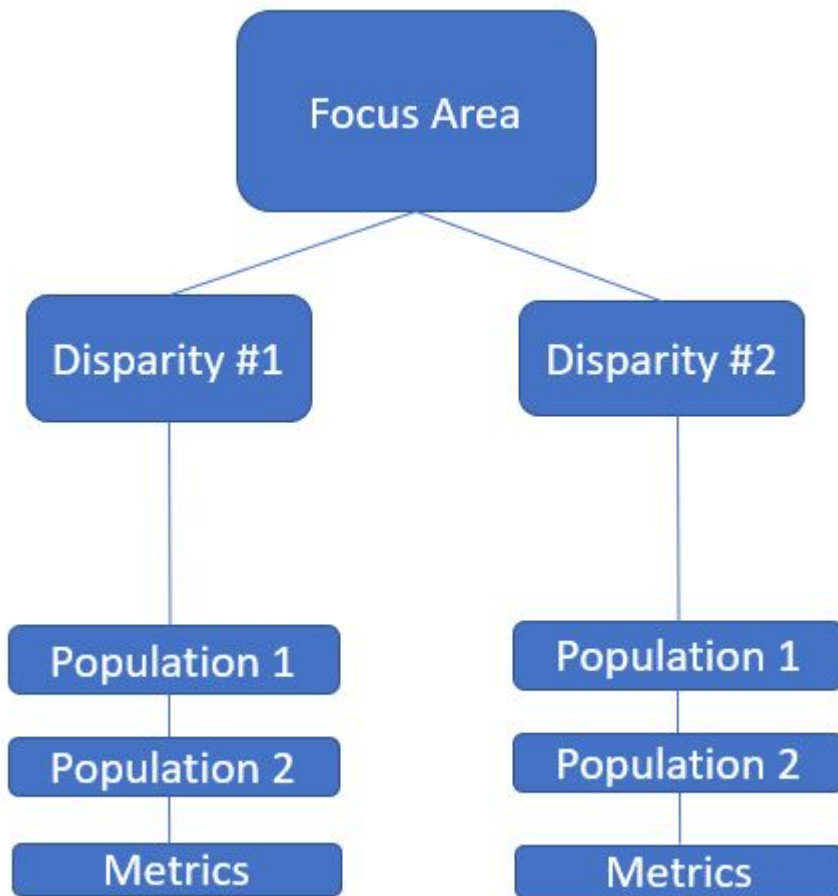 Focus Area
Disparity #1
Disparity #2
Population 1
Population 1
Population 2
Population 2
Metrics
Metrics